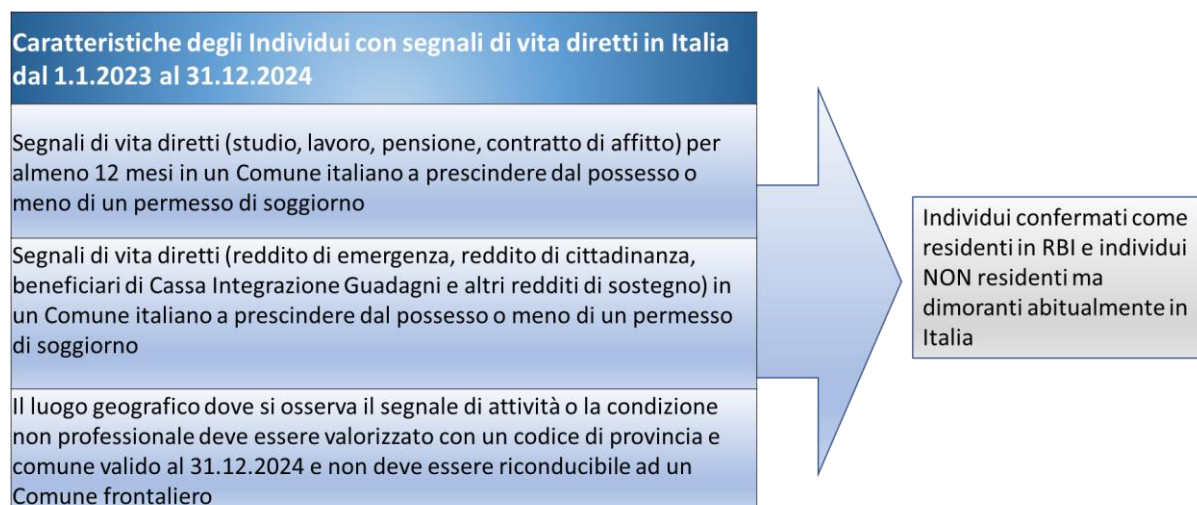 Caratteristiche degli Individui con segnali di vita diretti in Italia
dal 1.1.2023 al 31.12.2024
Segnali di vita diretti (studio, lavoro, pensione, contratto di affitto) per
almeno 12 mesi in un Comune italiano a prescindere dal possesso o
meno di un permesso di soggiorno
Segnali di vita diretti (reddito di emergenza, reddito di cittadinanza,
beneficiari di Cassa Integrazione Guadagni e altri redditi di sostegno) in
un Comune italiano a prescindere dal possesso o meno di un permesso
di soggiorno
Il luogo geografico dove si osserva il segnale di attività o la condizione
non professionale deve essere valorizzato con un codice di provincia e
comune valido al 31.12.2024 e non deve essere riconducibile ad un
Comune frontaliero
Individui confermati come
residenti in RBI e individui
NON residenti ma
dimoranti abitualmente in
Italia